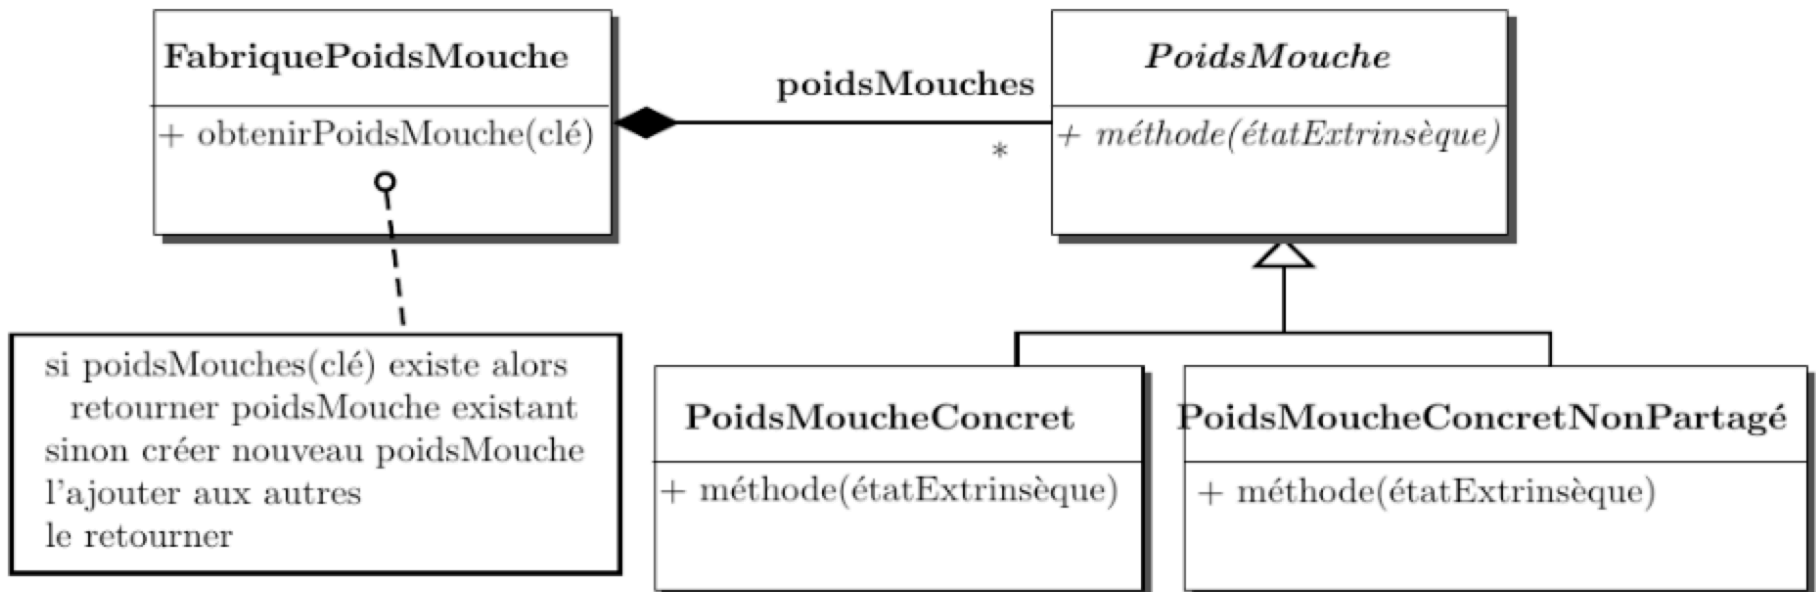 FabriquePoidsMouche
+ obtenirPoidsMouche(clé)
poidsMouches
*
PoidsMouche
+ méthode(étatExtrinsèque)
si poidsMouches(clé) existe alors
retourner poidsMouche existant
sinon créer nouveau poidsMouche
l'ajouter aux autres
le retourner
PoidsMoucheConcret
+ méthode(étatExtrinsèque)
PoidsMoucheConcretNonPartagé
+ méthode(étatExtrinsèque)